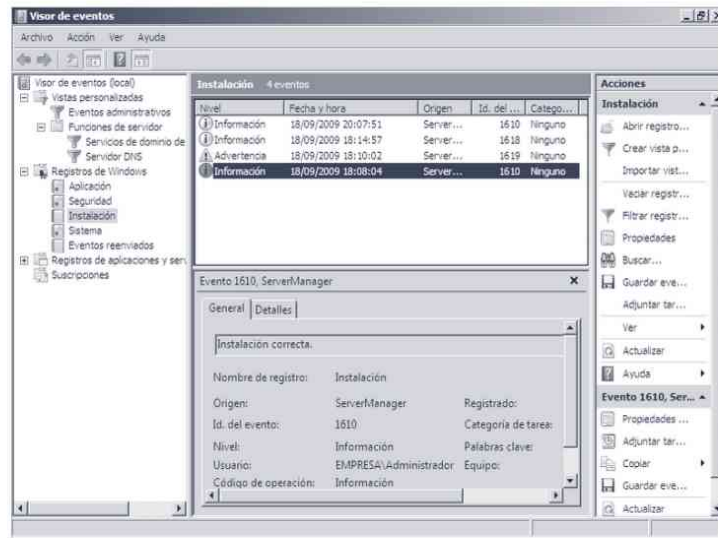 Visor de eventos
Archivo Acción Ver Ayuda
Visor de eventos (local)
Vistas personalizadas
Eventos administrativos
Funciones de servidor
Servicios de dominio de
Servidor DNS
Registros de Windows
Aplicación
Seguridad
Instalación
Sistema
Eventos reenviados
Registros de aplicaciones y serv
Suscripciones
Instalación 4 eventos
Nivel Fecha y hora Origen Id. del ... Catego...
Información 18/09/2009 20:07:51 Server... 1610 Ninguno
Información 18/09/2009 18:14:57 Server... 1618 Ninguno
Advertencia 18/09/2009 18:10:02 Server... 1619 Ninguno
Información 18/09/2009 18:08:04 Server... 1610 Ninguno
Evento 1610, ServerManager
General Detalles
Instalación correcta.
Nombre de registro: Instalación
Origen: ServerManager Registrado:
Id. del evento: 1610 Categoría de tarea:
Nivel: Información Palabras clave:
Usuario: EMPRESA\Administrador Equipo:
Código de operación: Información
Acciones
Instalación
Abrir registro...
Crear vista p...
Importar vist...
Vaciar registr...
Filtrar registr...
Propiedades
Buscar...
Guardar eve...
Adjuntar tar...
Ver
Actualizar
Ayuda
Evento 1610, Ser...
Propiedades ...
Adjuntar tar...
Copiar
Guardar eve...
Actualizar